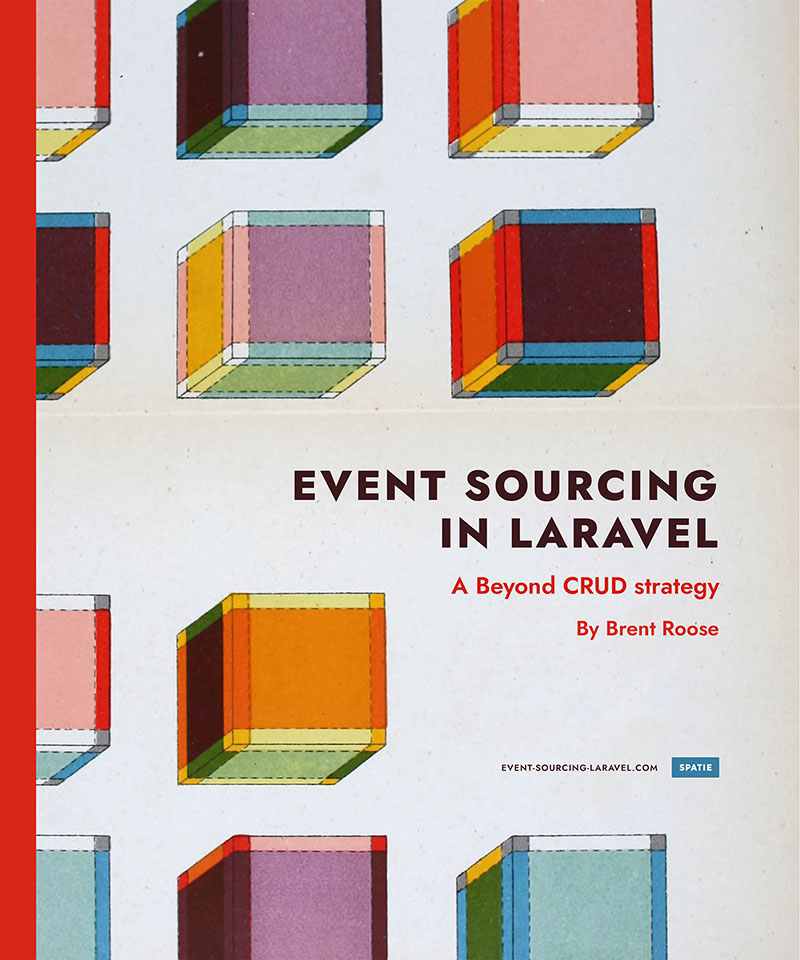 EVENT SOURCING
IN LARAVEL
A Beyond CRUD strategy
By Brent Roose
EVENT-SOURCING-LARAVEL.COM SPATIE